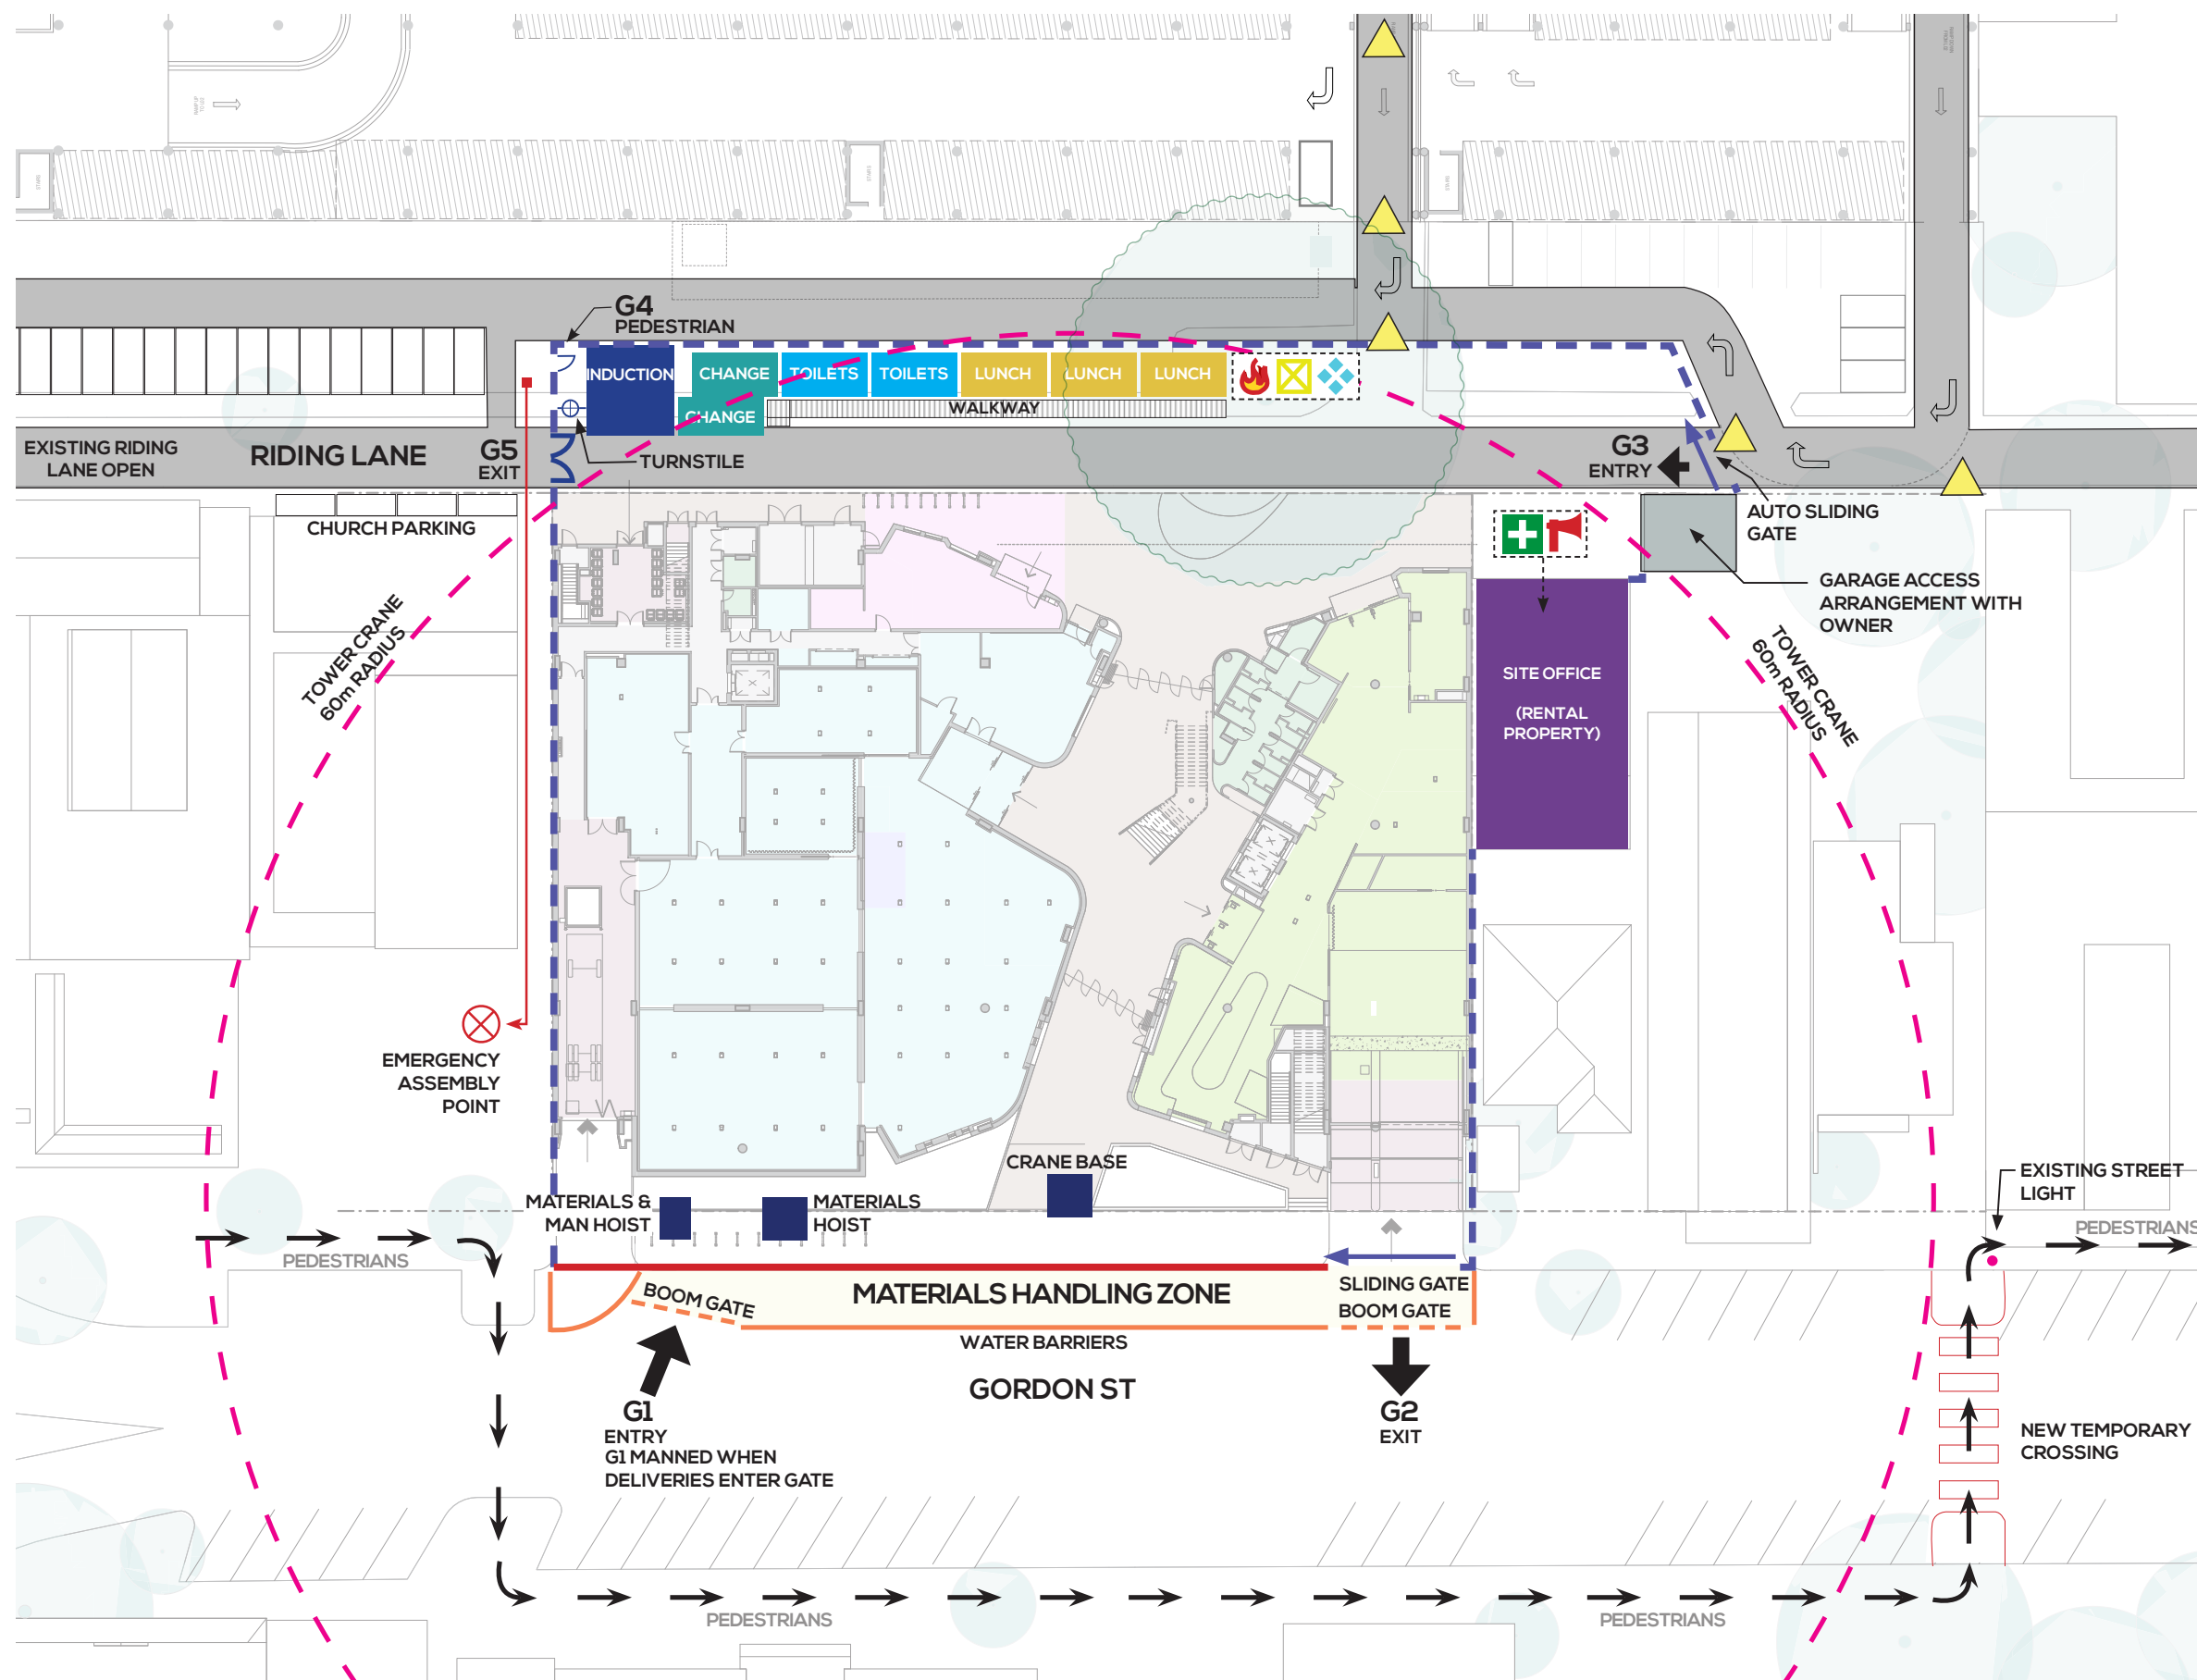 G4
PEDESTRIAN
INDUCTION
CHANGE
TOILETS
TOILETS
LUNCH
LUNCH
LUNCH
CHANGE
WALKWAY
EXISTING RIDING
LANE OPEN
RIDING LANE
G5
EXIT
TURNSTILE
G3
ENTRY
CHURCH PARKING
AUTO SLIDING
GATE
GARAGE ACCESS
ARRANGEMENT WITH
OWNER
TOWER CRANE
60m RADIUS
TOWER CRANE
60m RADIUS
SITE OFFICE
(RENTAL
PROPERTY)
EMERGENCY
ASSEMBLY
POINT
CRANE BASE
MATERIALS &
MAN HOIST
MATERIALS
HOIST
EXISTING STREET
LIGHT
PEDESTRIANS
PEDESTRIANS
BOOM GATE
MATERIALS HANDLING ZONE
SLIDING GATE
BOOM GATE
WATER BARRIERS
GORDON ST
G1
ENTRY
G1 MANNED WHEN
DELIVERIES ENTER GATE
G2
EXIT
NEW TEMPORARY
CROSSING
PEDESTRIANS
PEDESTRIANS